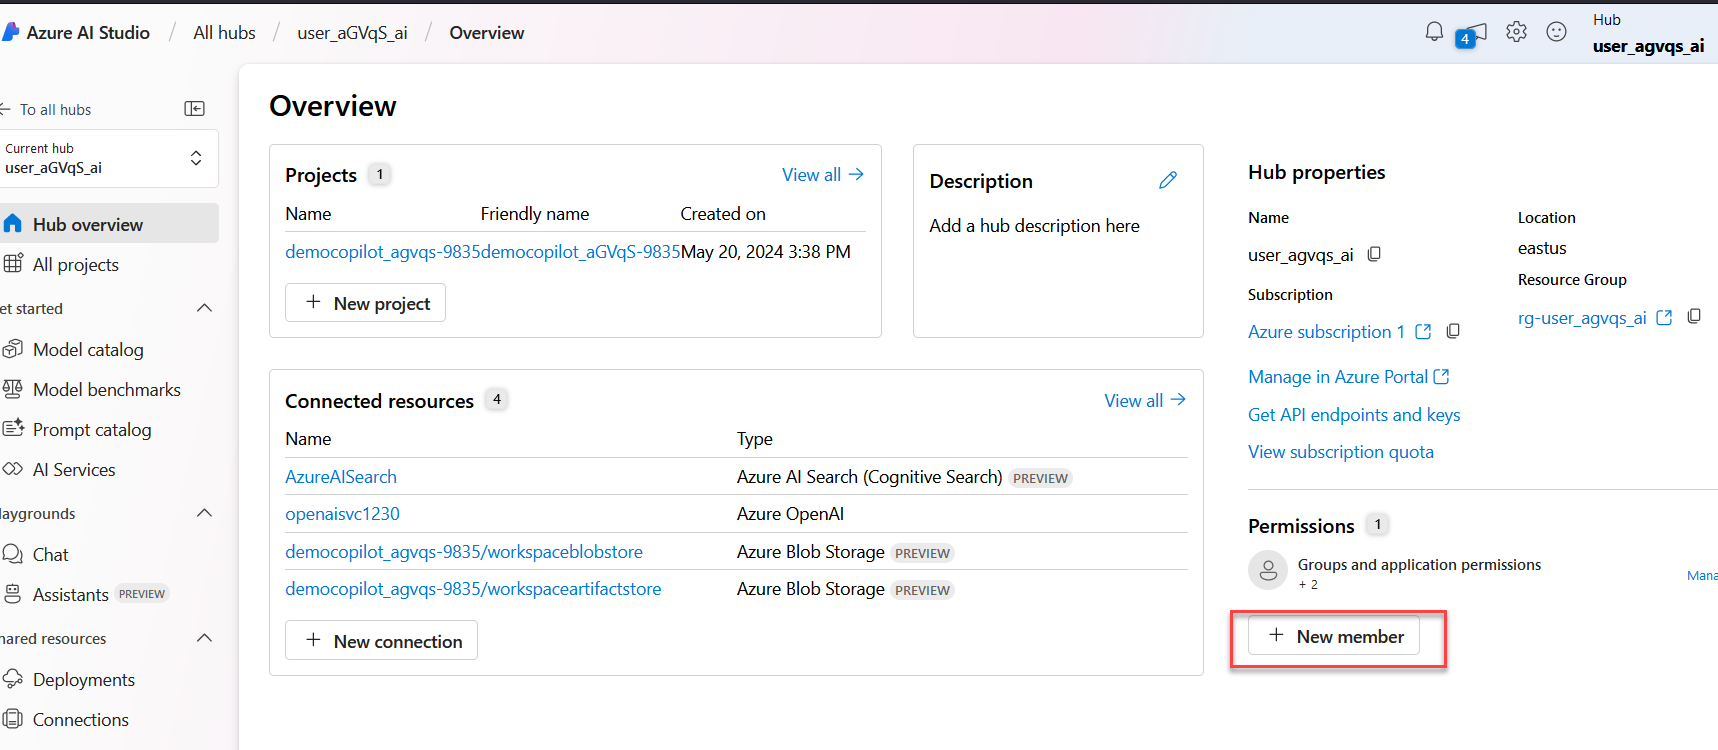 Azure AI Studio / All hubs / user_aGVqS_ai / Overview
4
Hub
user_agvqs_ai
To all hubs
Current hub
user_aGVqS_ai
Hub overview
All projects
et started
Model catalog
Model benchmarks
Prompt catalog
AI Services
laygrounds
Chat
Assistants PREVIEW
hared resources
Deployments
Connections
Overview
Projects 1
View all
Name Friendly name Created on
democopilot_agvqs-9835 democopilot_aGVqS-9835 May 20, 2024 3:38 PM
+ New project
Description
Add a hub description here
Connected resources 4
View all
Name Type
AzureAISearch Azure AI Search (Cognitive Search) PREVIEW
openaisvc1230 Azure OpenAI
democopilot_agvqs-9835/workspaceblobstore Azure Blob Storage PREVIEW
democopilot_agvqs-9835/workspaceartifactstore Azure Blob Storage PREVIEW
+ New connection
Hub properties
Name
user_agvqs_ai
Subscription
Azure subscription 1
Location
eastus
Resource Group
rg-user_agvqs_ai
Manage in Azure Portal
Get API endpoints and keys
View subscription quota
Permissions 1
Groups and application permissions
+ 2
Mana
+ New member